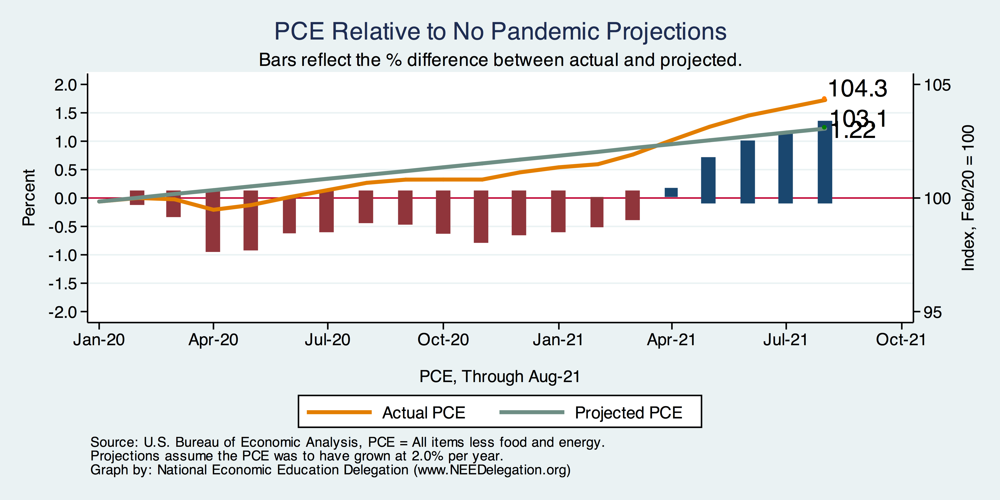 PCE Relative to No Pandemic Projections
Bars reflect the % difference between actual and projected.
2.0
1.5
1.0
0.5
0.0
-0.5
-1.0
-1.5
-2.0
Percent
104.3
103.1
1.22
105
100
95
Index, Feb/20 = 100
Jan-20 Apr-20 Jul-20 Oct-20 Jan-21 Apr-21 Jul-21 Oct-21
PCE, Through Aug-21
Actual PCE Projected PCE
Source: U.S. Bureau of Economic Analysis, PCE = All items less food and energy.
Projections assume the PCE was to have grown at 2.0% per year.
Graph by: National Economic Education Delegation (www.NEEDelegation.org)